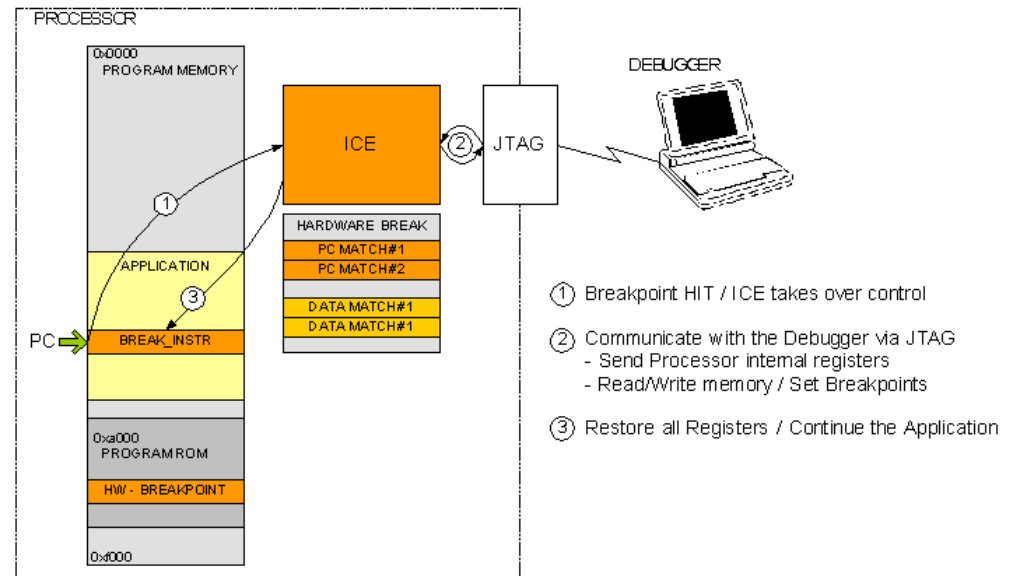 PROCESSOR
0x0000
PROGRAM MEMORY
APPLICATION
PC
BREAK_INSTR
0xa000
PROGRAM ROM
HW - BREAKPOINT
0xf000
ICE
HARDWARE BREAK
PC MATCH#1
PC MATCH#2
DATA MATCH#1
DATA MATCH#1
1
2
3
JTAG
DEBUGGER
1 Breakpoint HIT / ICE takes over control
2 Communicate with the Debugger via JTAG
- Send Processor internal registers
- Read/Write memory / Set Breakpoints
3 Restore all Registers / Continue the Application